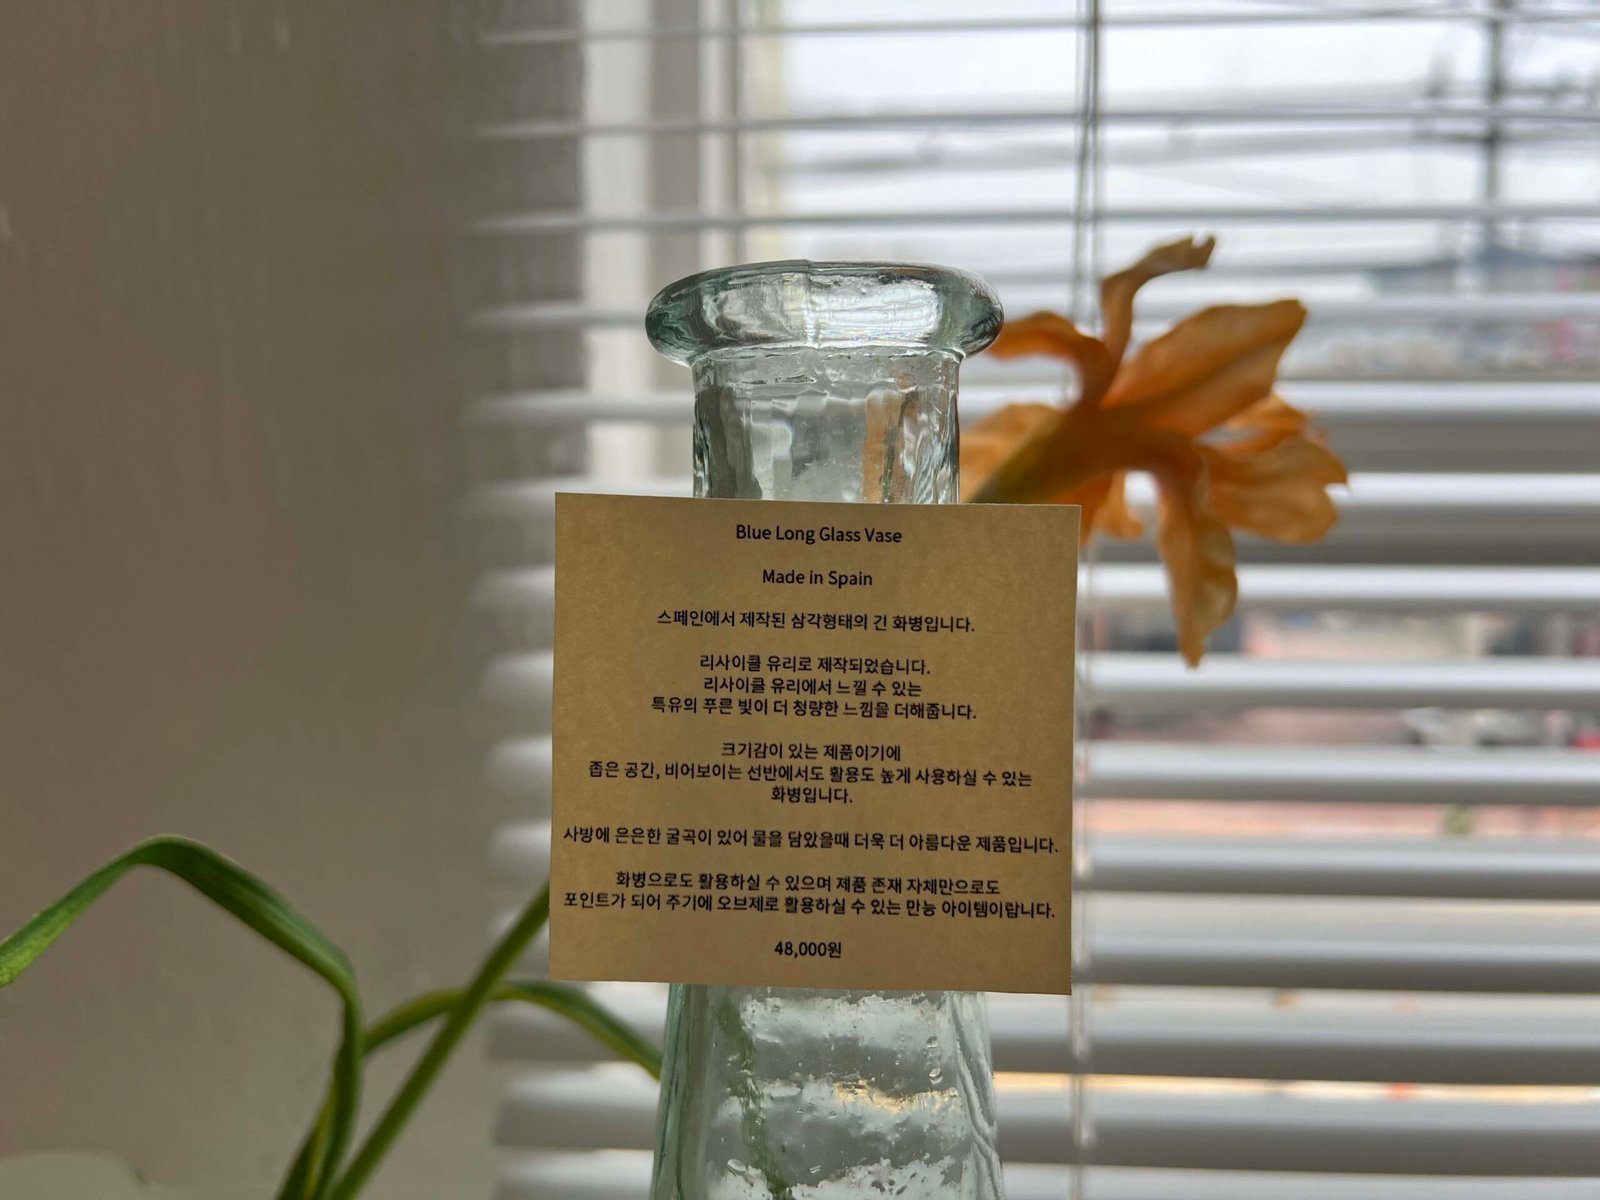 Blue Long Glass Vase
Made in Spain
스페인에서 제작된 삼각형태의 긴 화병입니다.
리사이클 유리로 제작되었습니다.
리사이클 유리에서 느낄 수 있는
특유의 푸른 빛이 더 청량한 느낌을 더해줍니다.
크기감이 있는 제품이기에
좁은 공간, 비어보이는 선반에서도 활용도 높게 사용하실 수 있는
화병입니다.
사방에 은은한 굴곡이 있어 물을 담았을때 더욱 더 아름다운 제품입니다.
화병으로도 활용하실 수 있으며 제품 존재 자체만으로도
포인트가 되어 주기에 오브제로 활용하실 수 있는 만능 아이템이랍니다.
48,000원